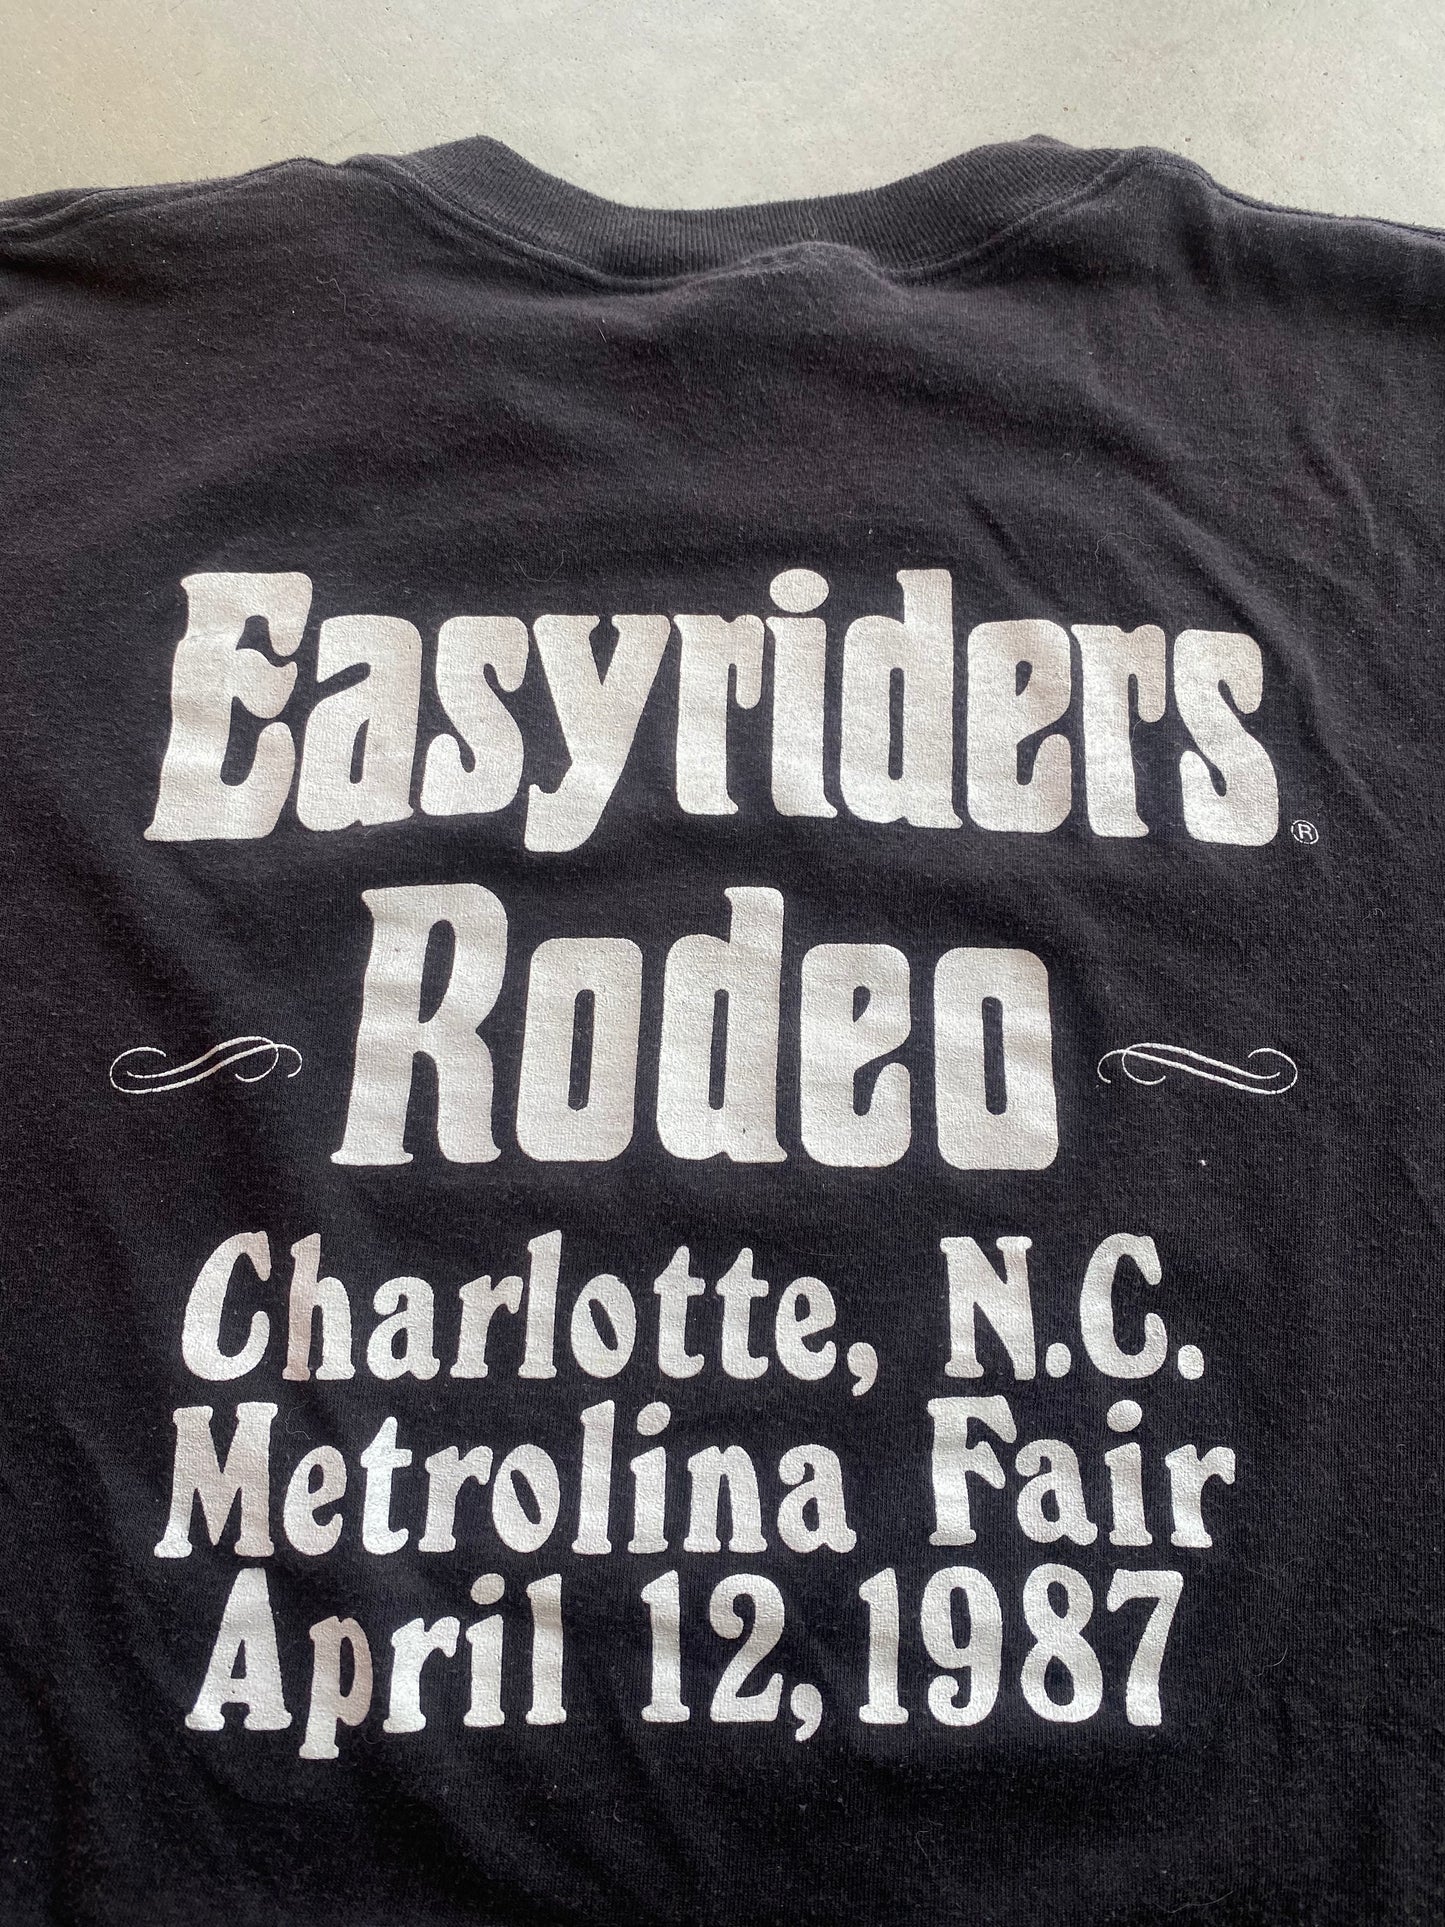 Easyriders®
Rodeo
Charlotte, N.C.
Metrolina Fair
April 12, 1987